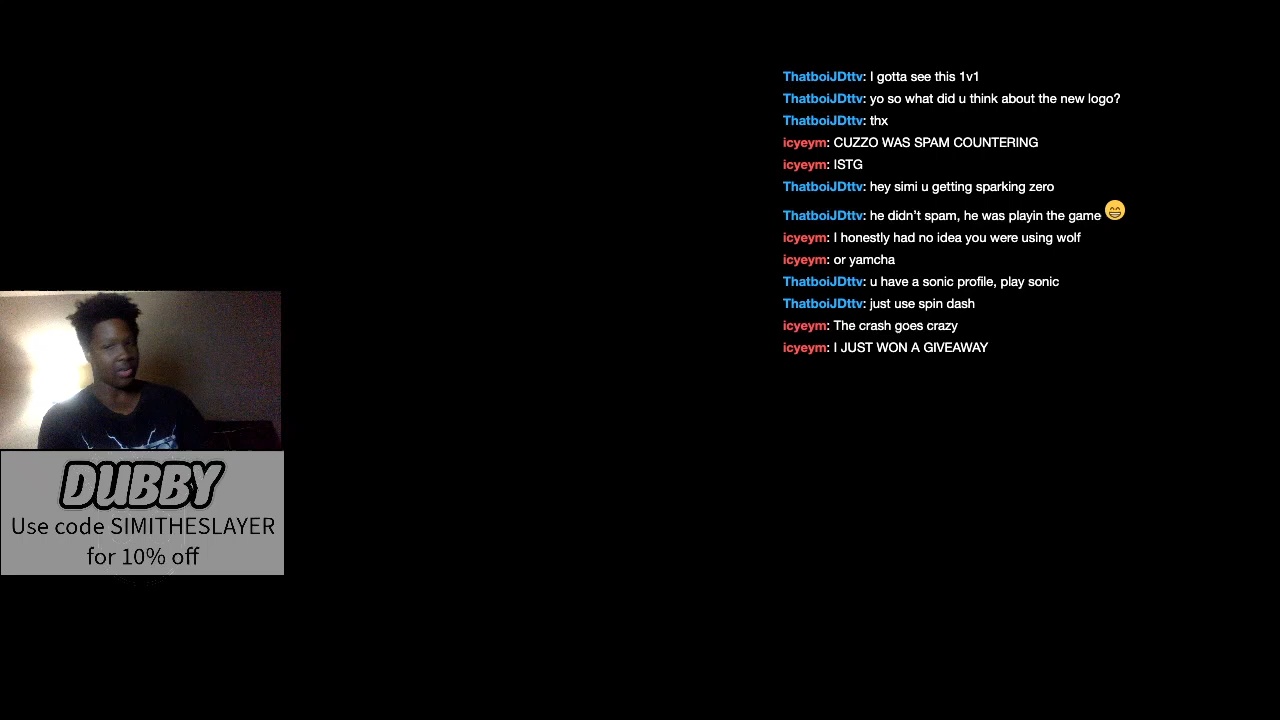 ThatboiJDttv: I gotta see this 1v1
ThatboiJDttv: yo so what did u think about the new logo?
ThatboiJDttv: thx
icyeym: CUZZO WAS SPAM COUNTERING
icyeym: ISTG
ThatboiJDttv: hey simi u getting sparking zero
ThatboiJDttv: he didn’t spam, he was playin the game 😁
icyeym: I honestly had no idea you were using wolf
icyeym: or yamcha
ThatboiJDttv: u have a sonic profile, play sonic
ThatboiJDttv: just use spin dash
icyeym: The crash goes crazy
icyeym: I JUST WON A GIVEAWAY
DUBBY
Use code SIMITHESLAYER
for 10% off